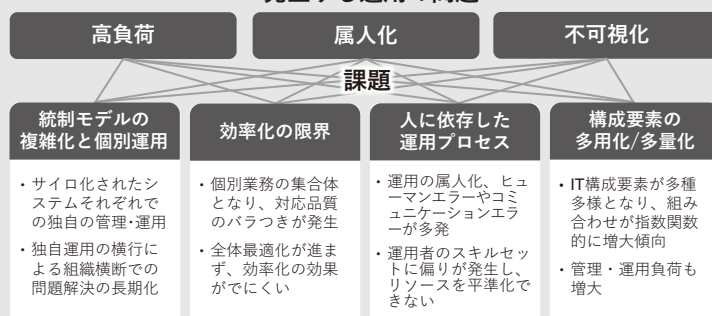 高負荷
属人化
不可視化
課題
統制モデルの
複雑化と個別運用
・サイロ化されたシ
ステムそれぞれで
の独自の管理・運用
・独自運用の横行に
よる組織横断での
問題解決の長期化
効率化の限界
・個別業務の集合体
となり、対応品質
のバラつきが発生
・全体最適化が進ま
ず、効率化の効果
がでにくい
人に依存した
運用プロセス
・運用の属人化、ヒュ
ーマンエラーやコミ
ュニケーションエラ
ーが多発
・運用者のスキルセッ
トに偏りが発生し、
リソースを平準化で
きない
構成要素の
多用化/多量化
・IT構成要素が多種
多様となり、組み
合わせが指数関数
的に増大傾向
・管理・運用負荷も
増大